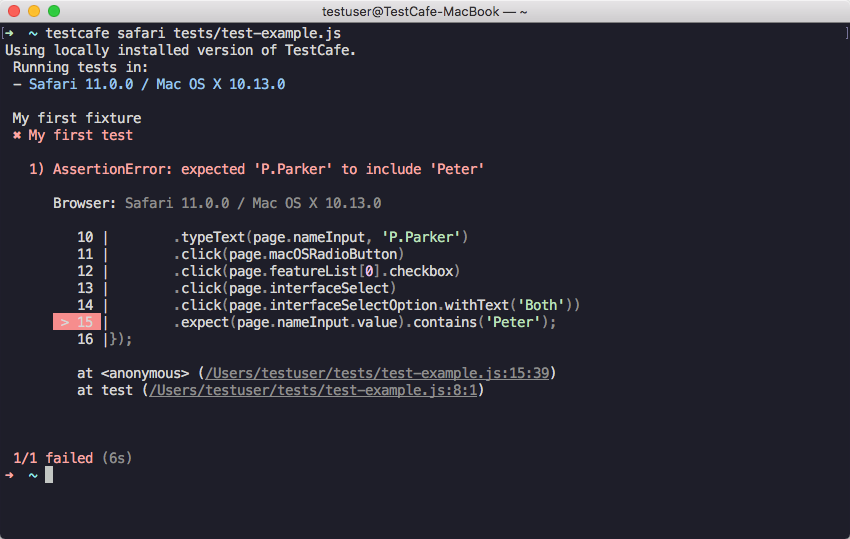 testuser@TestCafe-MacBook — ~
[➜  ~ testcafe safari tests/test-example.js ]
Using locally installed version of TestCafe.
 Running tests in:
 - Safari 11.0.0 / Mac OS X 10.13.0
 My first fixture
 ✖ My first test
   1) AssertionError: expected 'P.Parker' to include 'Peter'
      Browser: Safari 11.0.0 / Mac OS X 10.13.0
         10 |        .typeText(page.nameInput, 'P.Parker')
         11 |        .click(page.macOSRadioButton)
         12 |        .click(page.featureList[0].checkbox)
         13 |        .click(page.interfaceSelect)
         14 |        .click(page.interfaceSelectOption.withText('Both'))
       > 15 |        .expect(page.nameInput.value).contains('Peter');
         16 |});
         at <anonymous> (/Users/testuser/tests/test-example.js:15:39)
         at test (/Users/testuser/tests/test-example.js:8:1)
 1/1 failed (6s)
➜  ~